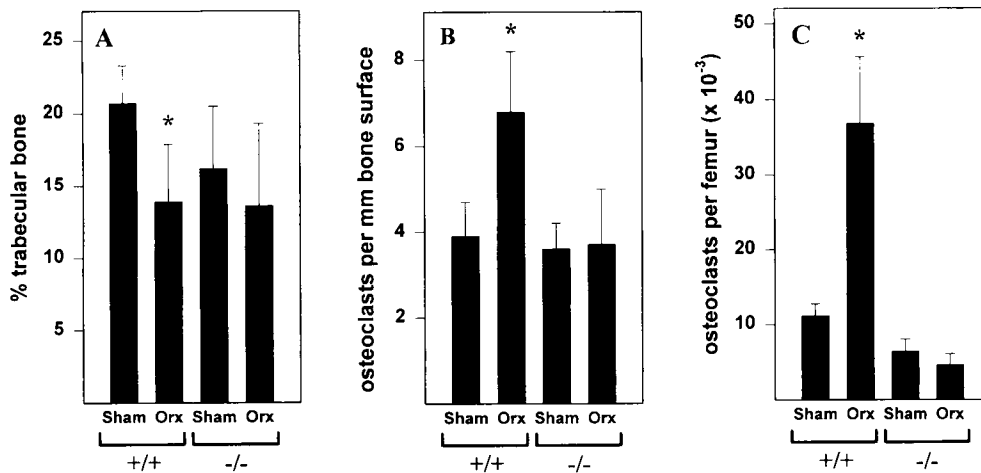 % trabecular bone
25
20
15
10
5
A
*
Sham Orx Sham Orx
+/+ -/-
osteoclasts per mm bone surface
8
6
4
2
B
*
Sham Orx Sham Orx
+/+ -/-
osteoclasts per femur (x 10⁻³)
50
40
30
20
10
C
*
Sham Orx Sham Orx
+/+ -/-